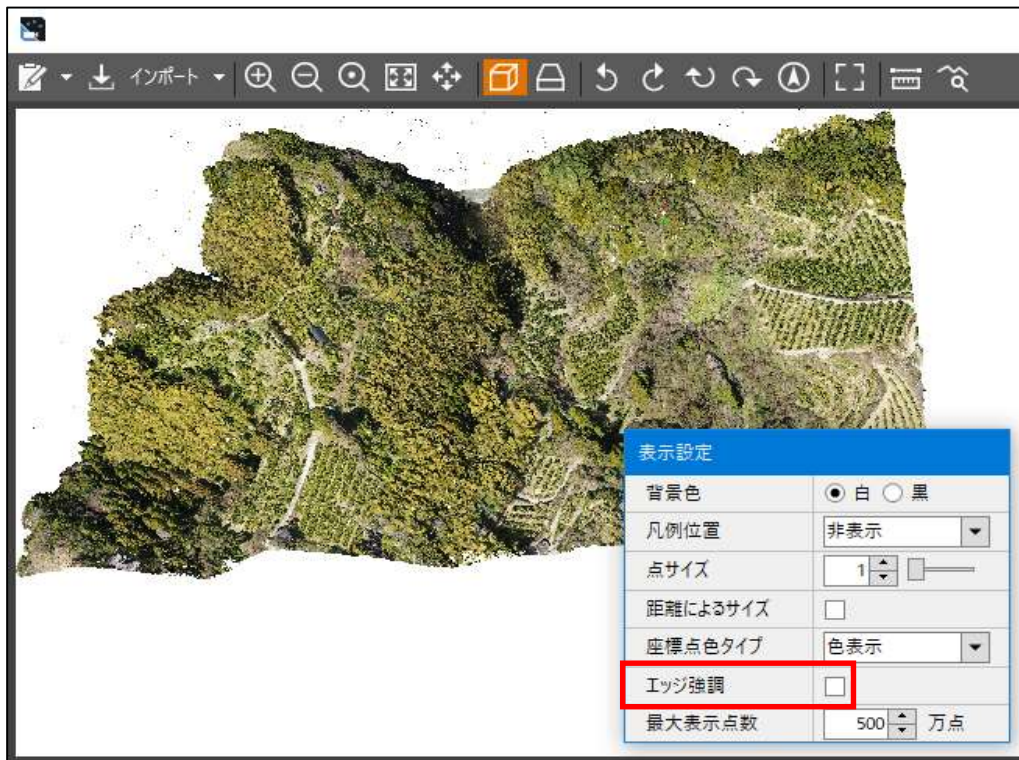 インポート
表示設定
背景色 白 黒
凡例位置 非表示
点サイズ 1
距離によるサイズ
座標点色タイプ 色表示
エッジ強調
最大表示点数 500 万点